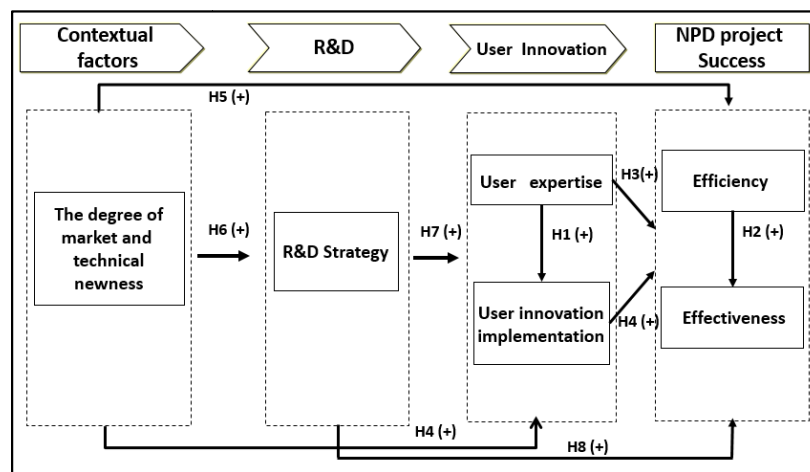 Contextual
factors
R&D
User Innovation
NPD project
Success
H5 (+)
The degree of
market and
technical
newness
H6 (+)
R&D Strategy
H7 (+)
User expertise
H1 (+)
User innovation
implementation
H3(+)
H4 (+)
Efficiency
H2 (+)
Effectiveness
H4 (+)
H8 (+)